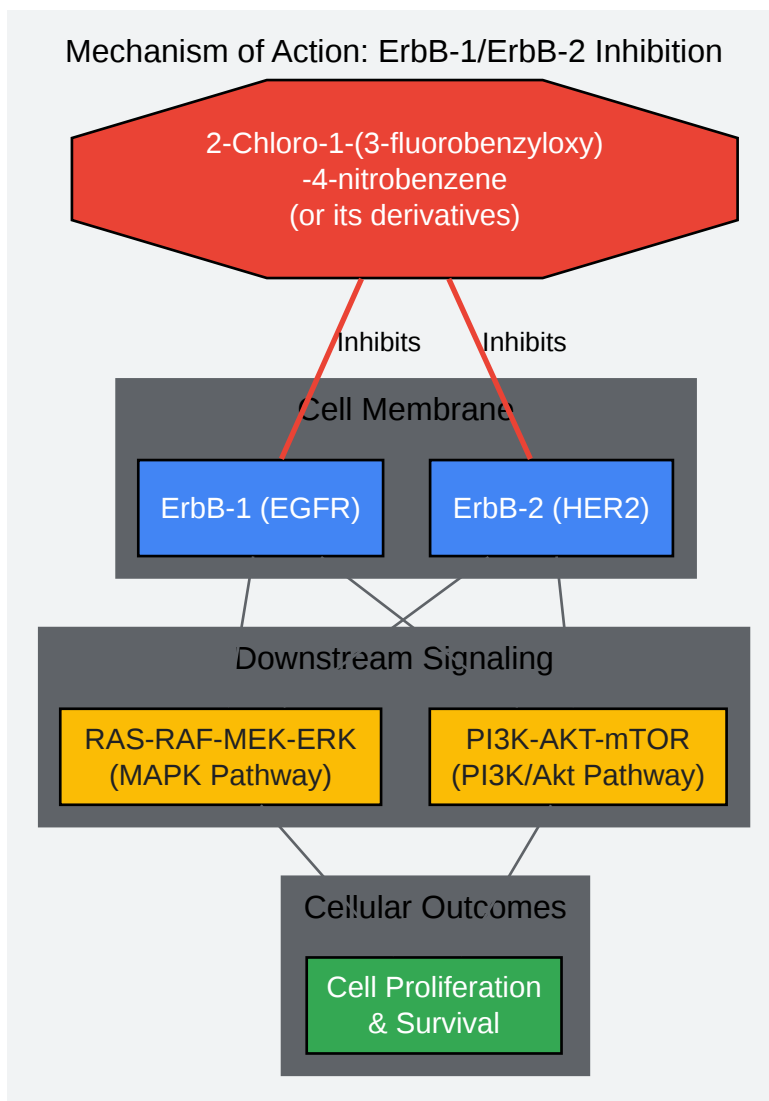 Mechanism of Action: ErbB-1/ErbB-2 Inhibition
2-Chloro-1-(3-fluorobenzyloxy)
-4-nitrobenzene
(or its derivatives)
Inhibits
Inhibits
Cell Membrane
ErbB-1 (EGFR)
ErbB-2 (HER2)
Downstream Signaling
RAS-RAF-MEK-ERK
(MAPK Pathway)
PI3K-AKT-mTOR
(PI3K/Akt Pathway)
Cellular Outcomes
Cell Proliferation
& Survival